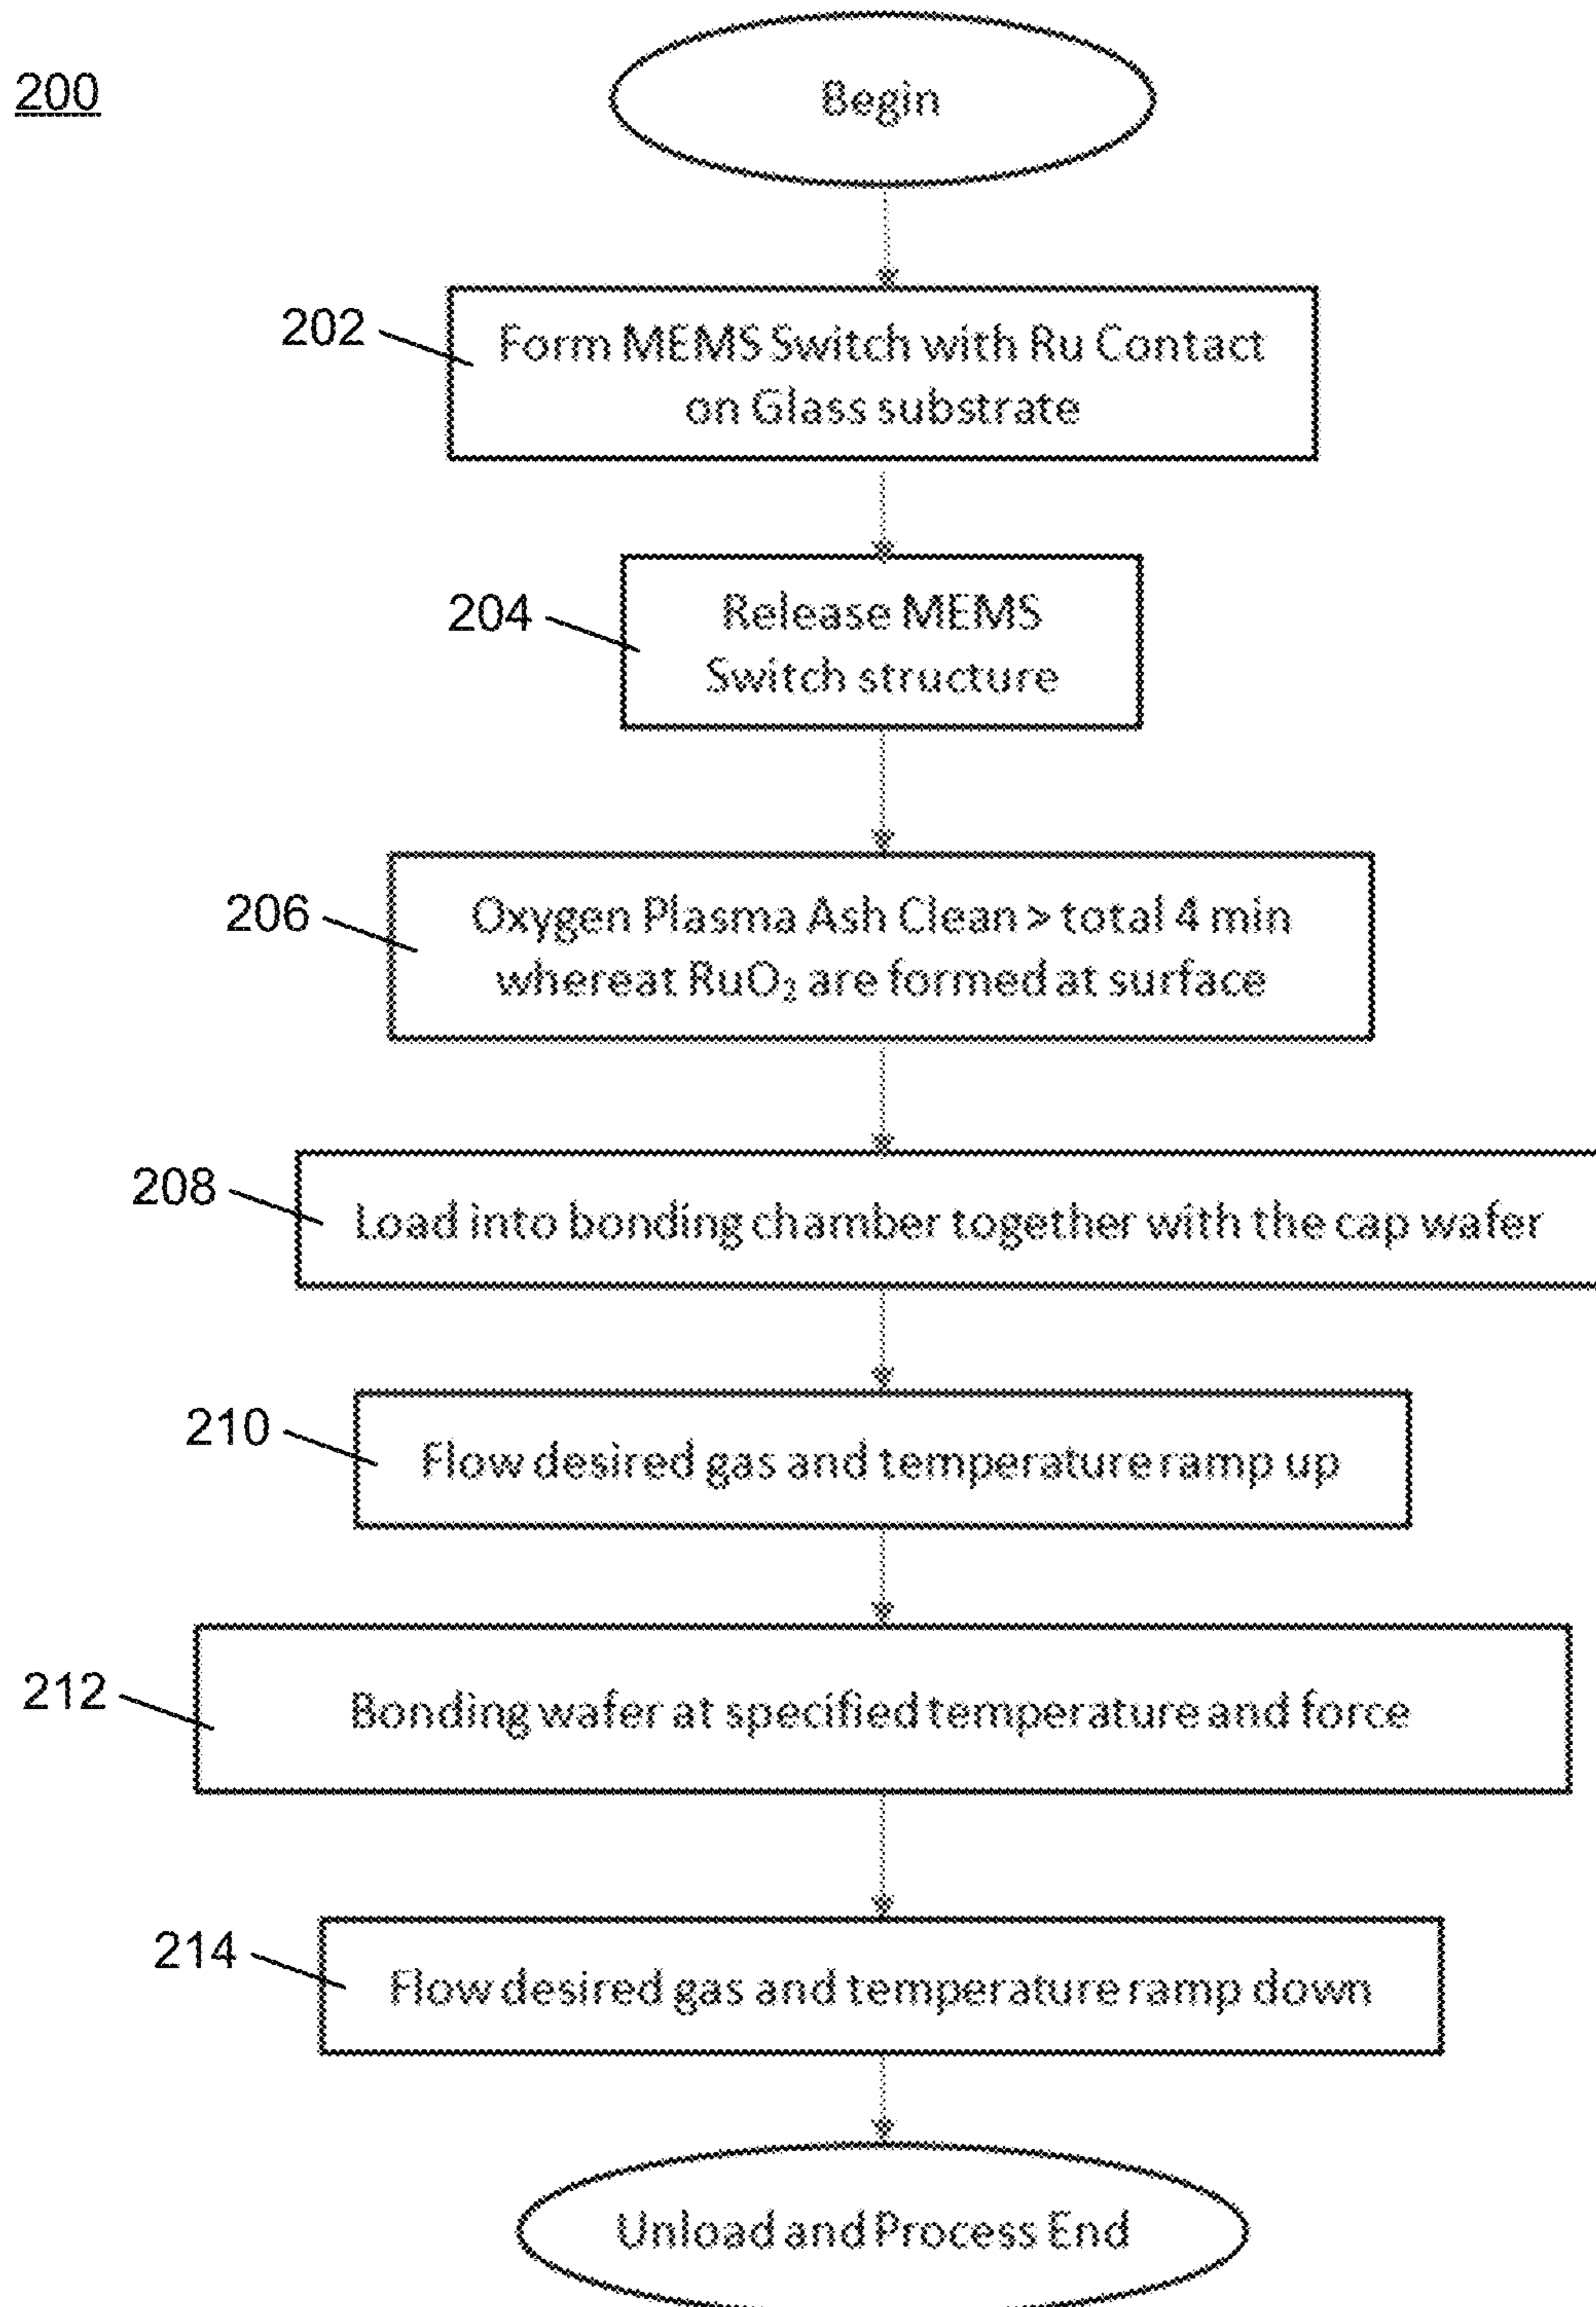 200
Begin
202
Form MEMS Switch with Ru Contact
on Glass substrate
204
Release MEMS
Switch structure
206
Oxygen Plasma Ash Clean > total 4 min
whereat RuO₂ are formed at surface
208
Load into bonding chamber together with the cap wafer
210
Flow desired gas and temperature ramp up
212
Bonding wafer at specified temperature and force
214
Flow desired gas and temperature ramp down
Unload and Process End